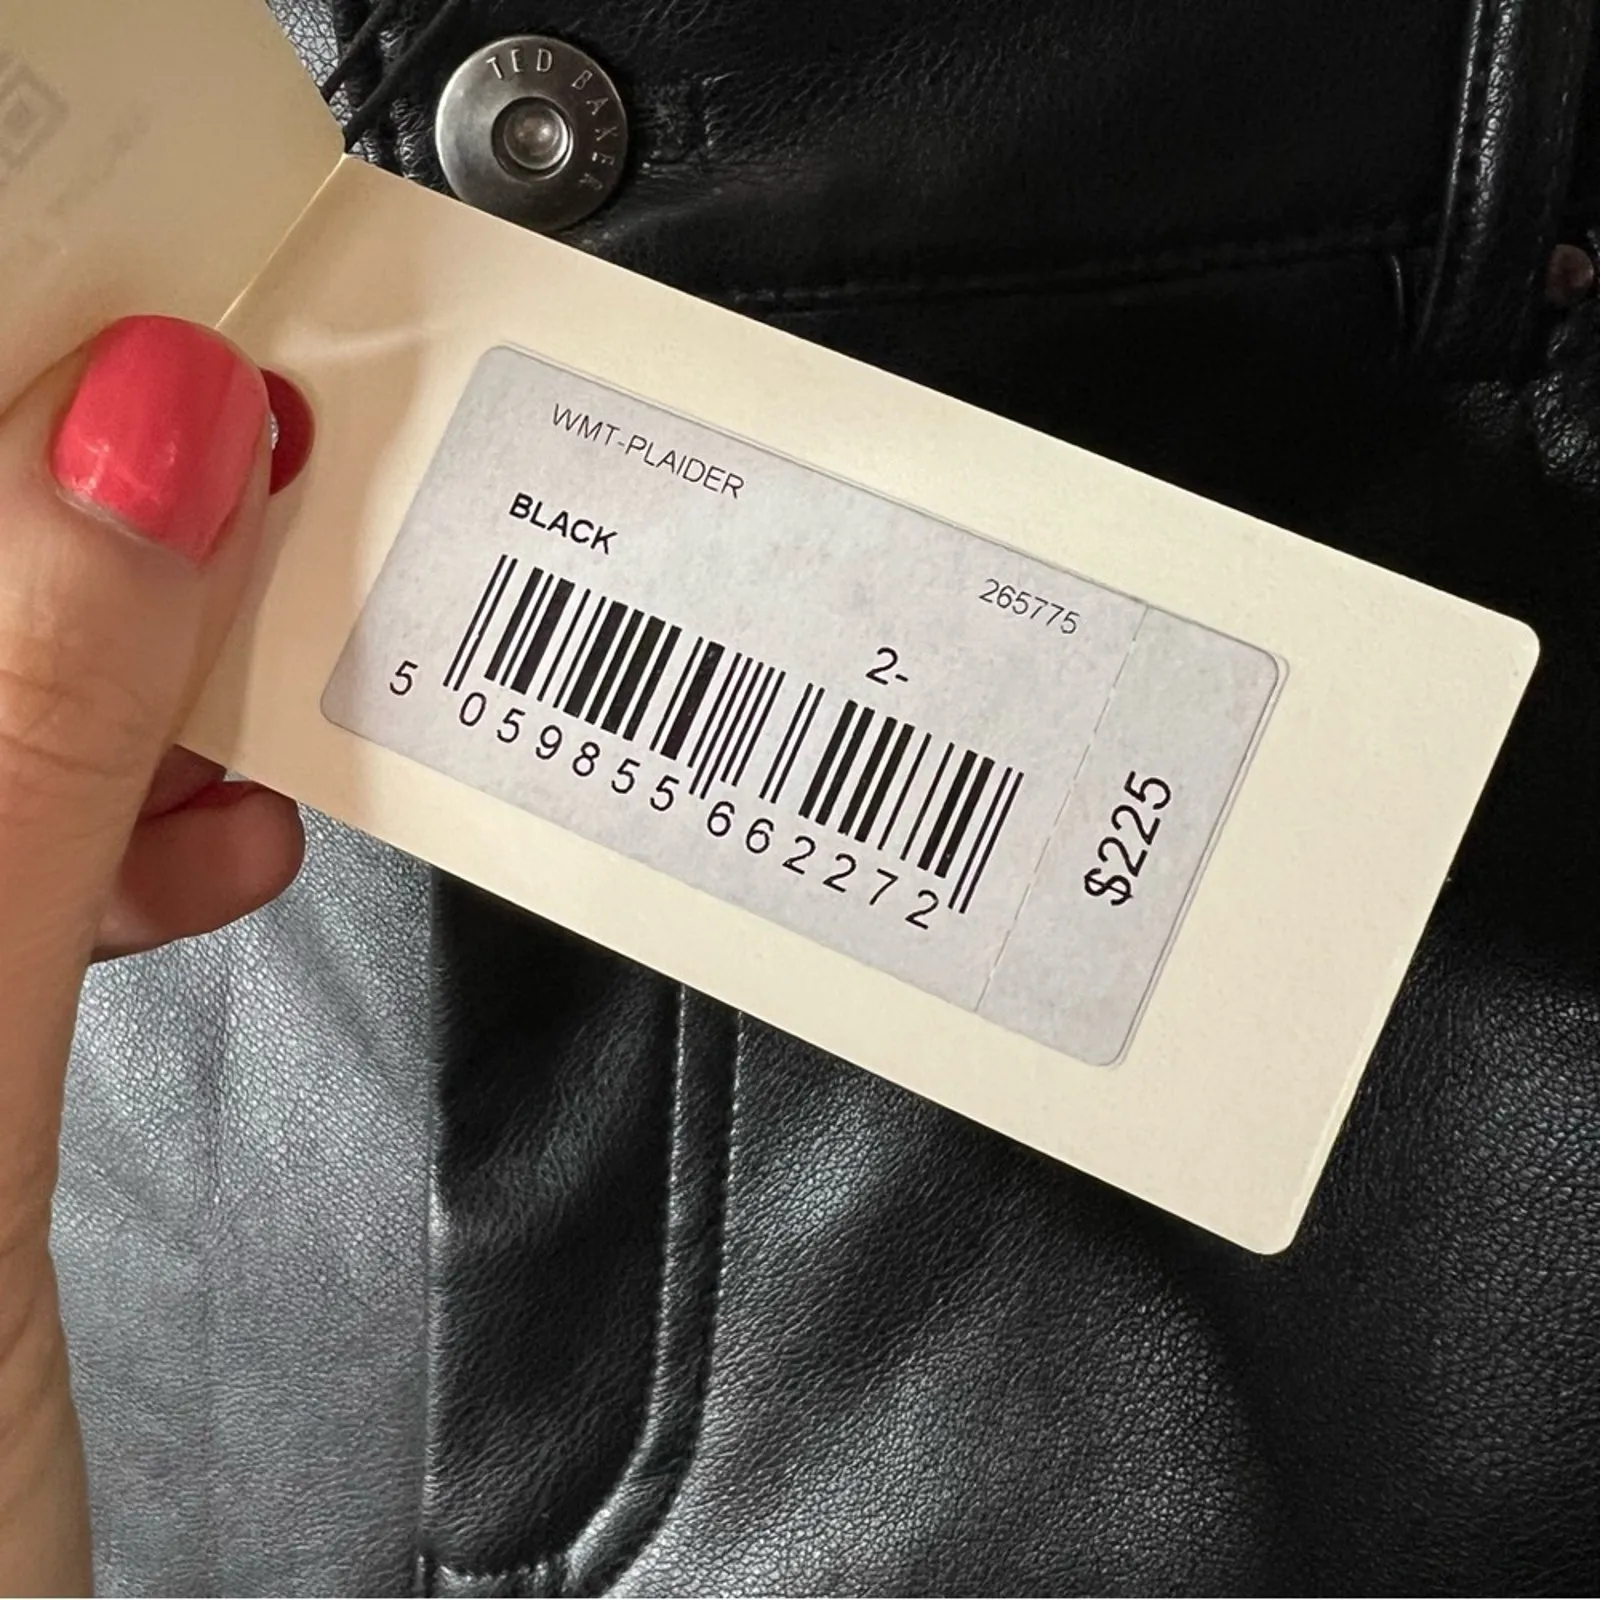 TED BAKER
WMT-PLAIDER
BLACK
265775
2-
5 059855 662272
$225